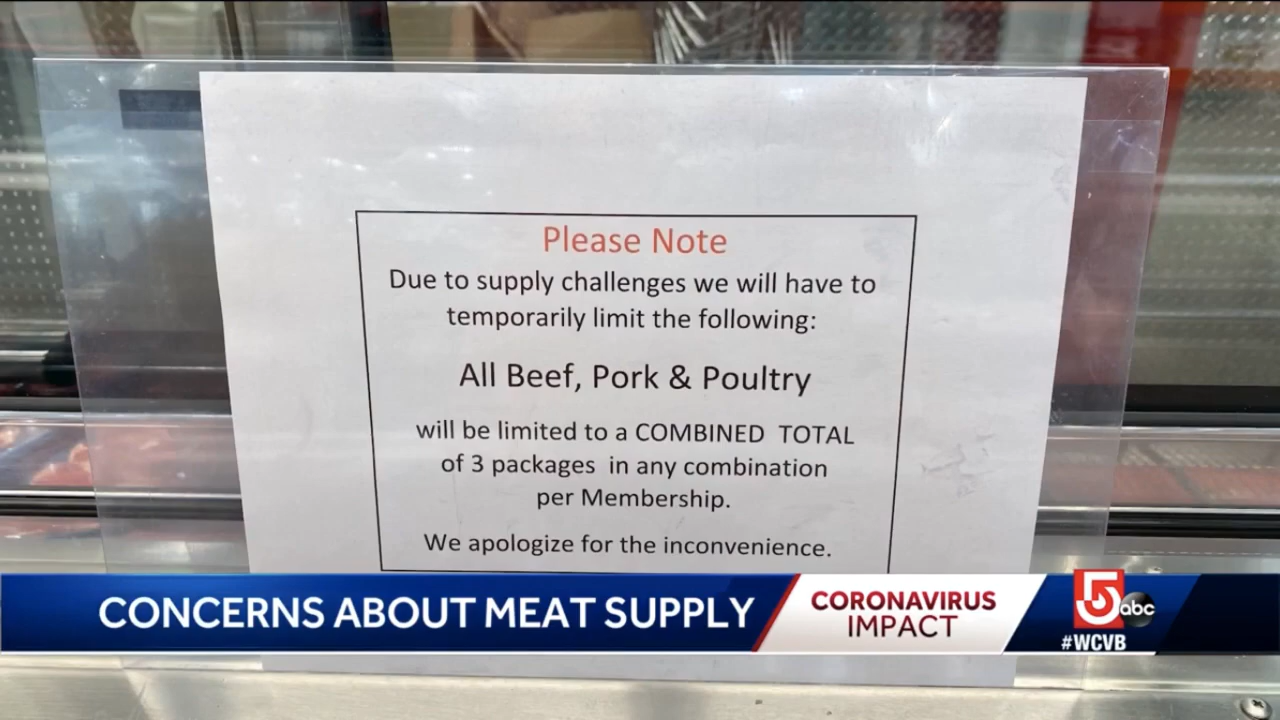 Please Note
Due to supply challenges we will have to
temporarily limit the following:
All Beef, Pork & Poultry
will be limited to a COMBINED  TOTAL
of 3 packages  in any combination
per Membership.
We apologize for the inconvenience.
CONCERNS ABOUT MEAT SUPPLY
CORONAVIRUS
IMPACT
5
abc
#WCVB